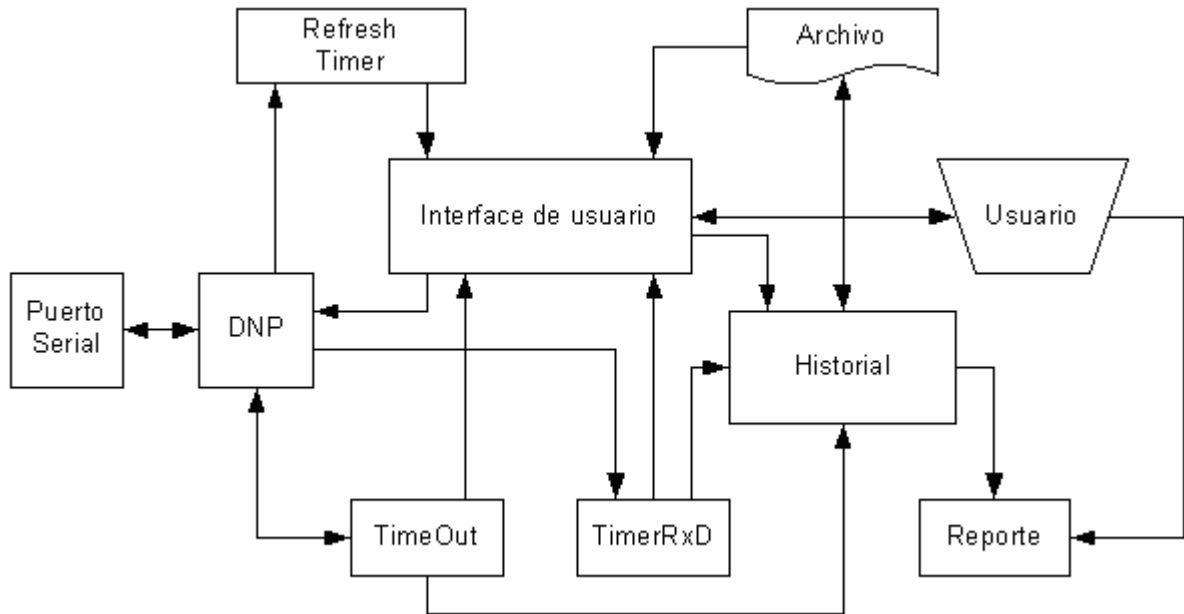 Refresh
Timer
Archivo
Interface de usuario
Usuario
Puerto
Serial
DNP
Historial
TimeOut
TimerRxD
Reporte